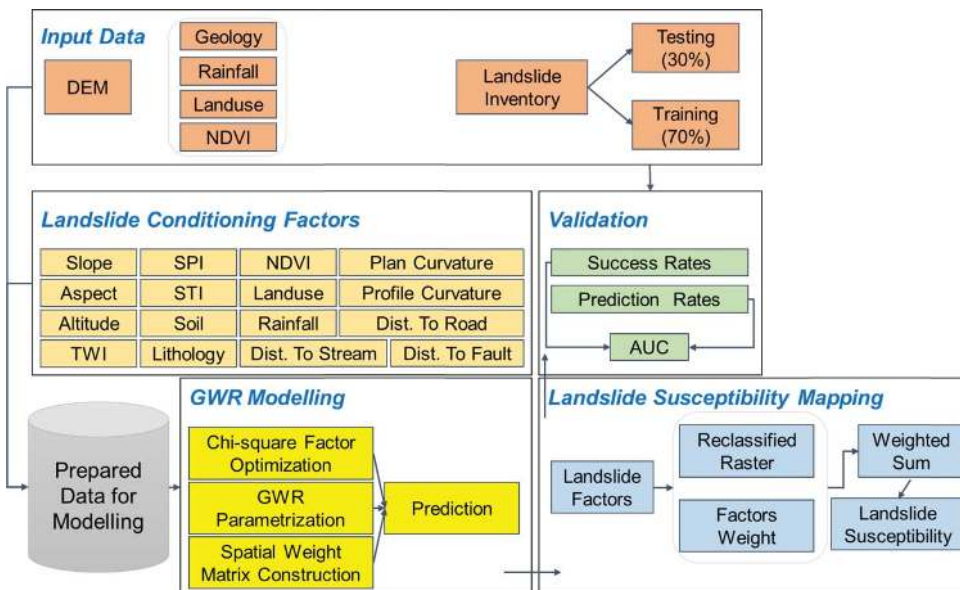 Input Data
DEM
Geology
Rainfall
Landuse
NDVI
Landslide
Inventory
Testing
(30%)
Training
(70%)
Landslide Conditioning Factors
Slope SPI NDVI Plan Curvature
Aspect STI Landuse Profile Curvature
Altitude Soil Rainfall Dist. To Road
TWI Lithology Dist. To Stream Dist. To Fault
Validation
Success Rates
Prediction Rates
AUC
Prepared
Data for
Modelling
GWR Modelling
Chi-square Factor
Optimization
GWR
Parametrization
Spatial Weight
Matrix Construction
Prediction
Landslide Susceptibility Mapping
Landslide
Factors
Reclassified
Raster
Factors
Weight
Weighted
Sum
Landslide
Susceptibility